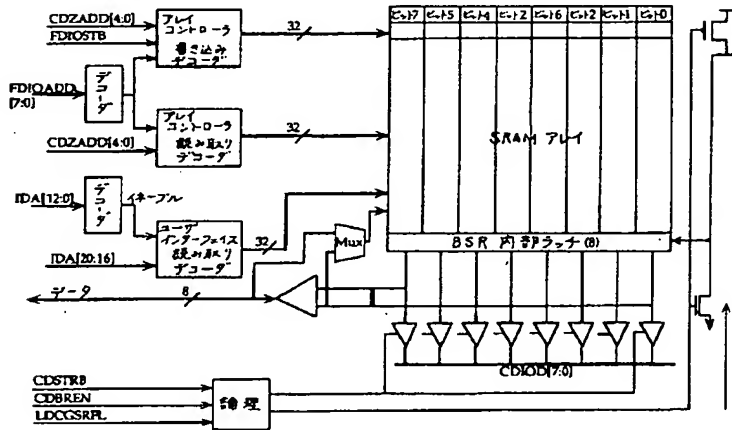 CDZADD[4:0]
FDIOSTB
アレイ
コントローラ
書き込み
デコーダ
32
ビット7 ビット5 ビット4 ビット2 ビット6 ビット2 ビット1 ビット0
FDIOADD
[7:0]
デコーダ
CDZADD[4:0]
アレイ
コントローラ
読み取り
デコーダ
32
SRAM アレイ
IDA[12:0]
デコーダ
イネーブル
IDA[20:16]
ユーザ
インターフェイス
読み取り
デコーダ
32
Mux
BSR 内部ラッチ (8)
データ
8
CDIOD[7:0]
CDSTRB
CDBREN
LDCGSRPL
論理